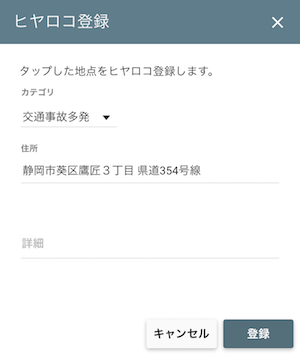 ヒヤロコ登録
タップした地点をヒヤロコ登録します。
カテゴリ
交通事故多発
住所
静岡市葵区鷹匠３丁目 県道354号線
詳細
キャンセル
登録